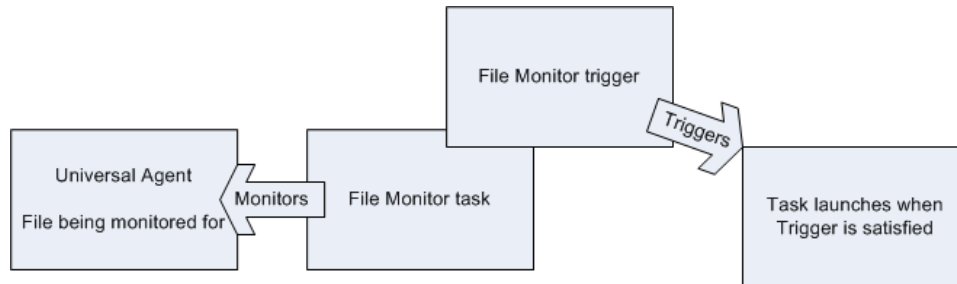 File Monitor trigger
Triggers
Universal Agent
File being monitored for
Monitors
File Monitor task
Task launches when
Trigger is satisfied